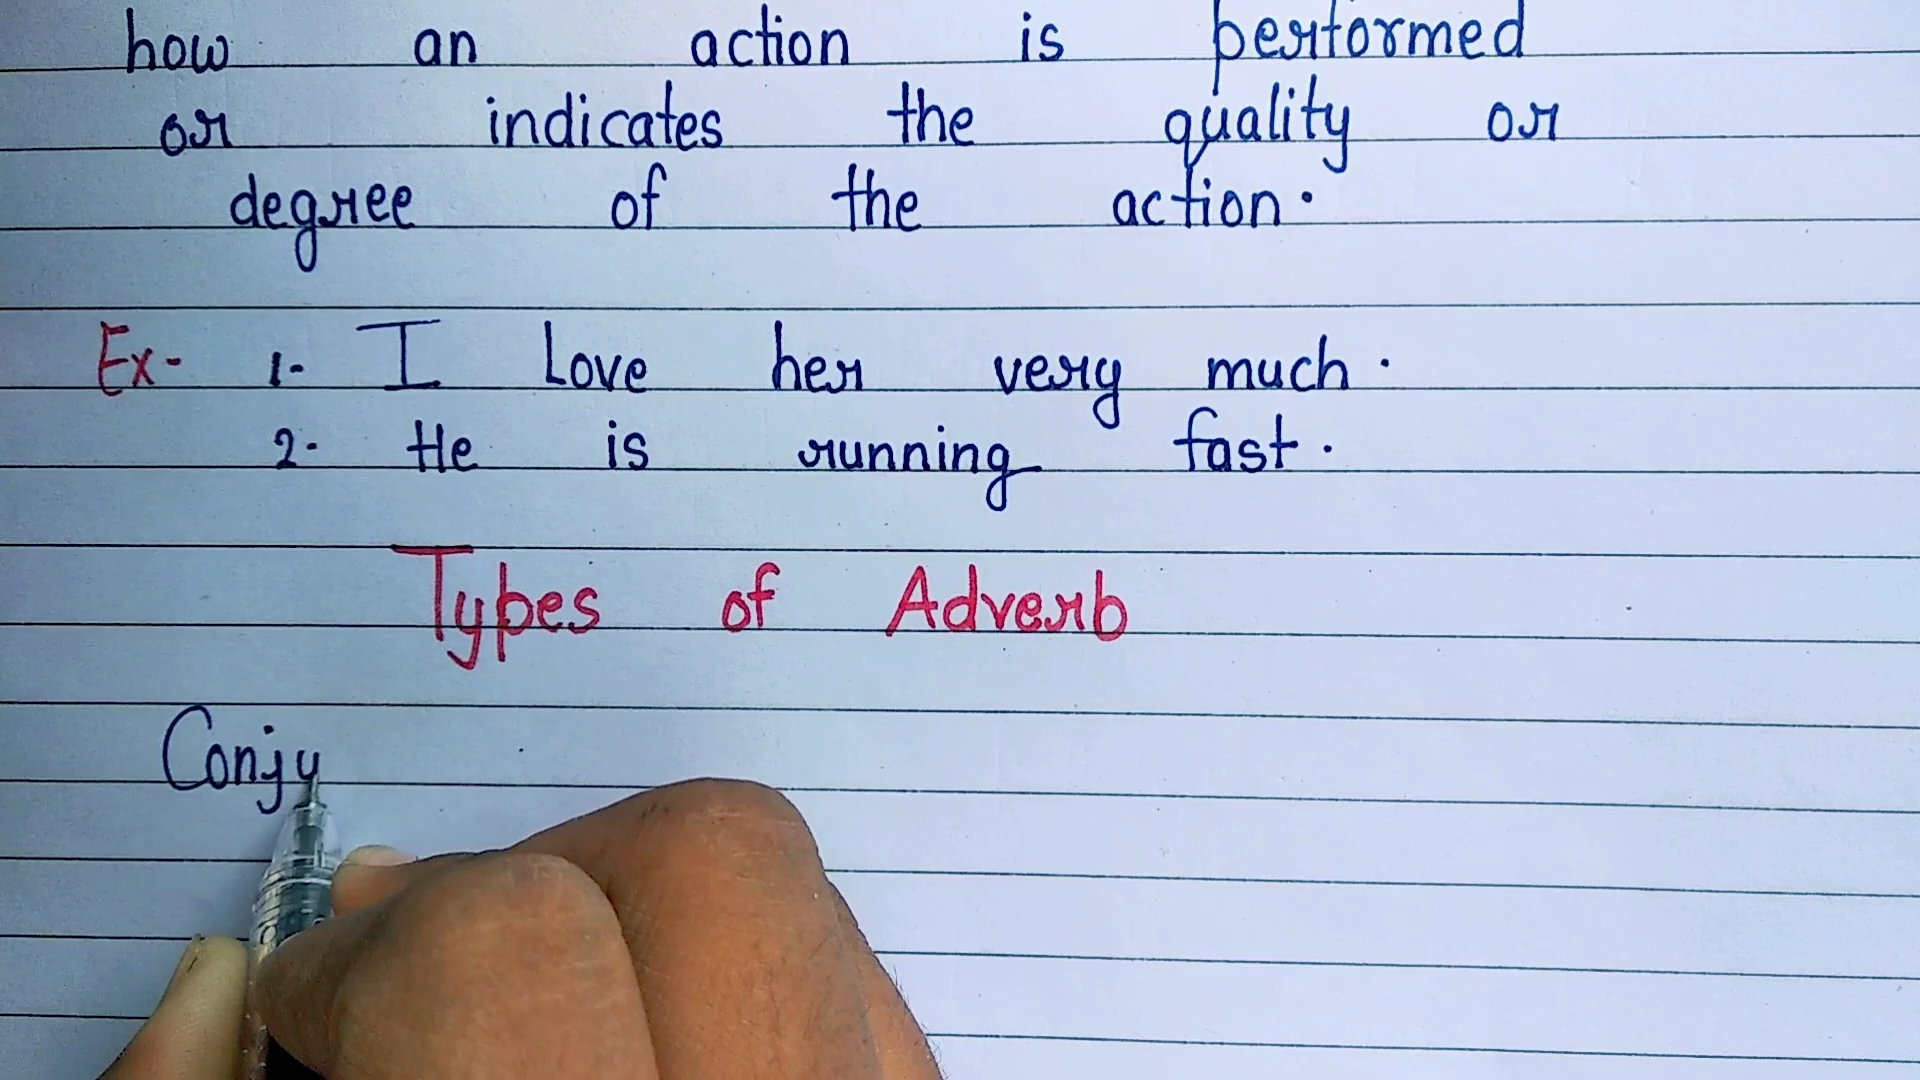 how an action is performed
or indicates the quality or
degree of the action.
Ex- 1- I Love her very much.
2- He is running fast.
Types of Adverb
Conju